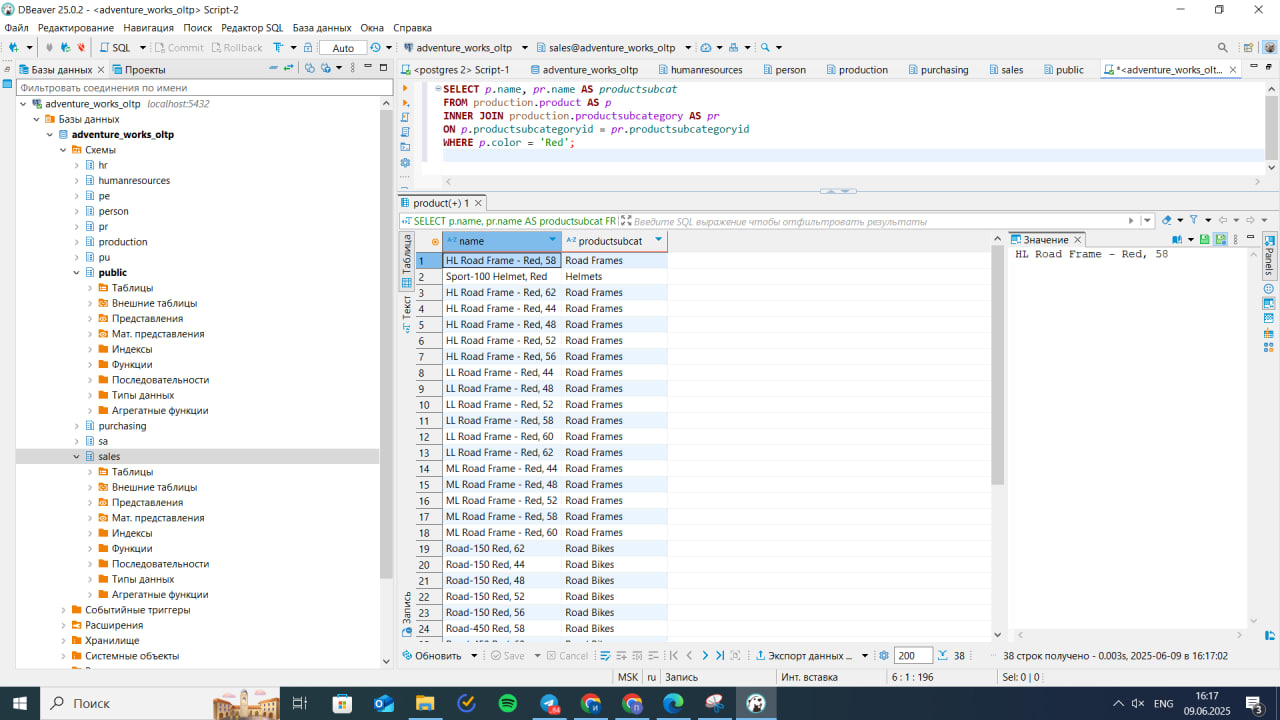 DBeaver 25.0.2 - <adventure_works_oltp> Script-2
Файл Редактирование Навигация Поиск Редактор SQL База данных Окна Справка
SQL Commit Rollback Auto adventure_works_oltp sales@adventure_works_oltp
Базы данных Проекты
<postgres 2> Script-1 adventure_works_oltp humanresources person production purchasing sales public *<adventure_works_olt...
Фильтровать соединения по имени
adventure_works_oltp localhost:5432
Базы данных
adventure_works_oltp
Схемы
hr
humanresources
pe
person
pr
production
pu
public
Таблицы
Внешние таблицы
Представления
Мат. представления
Индексы
Функции
Последовательности
Типы данных
Агрегатные функции
purchasing
sa
sales
Таблицы
Внешние таблицы
Представления
Мат. представления
Индексы
Функции
Последовательности
Типы данных
Агрегатные функции
Событийные триггеры
Расширения
Хранилище
Системные объекты
SELECT p.name, pr.name AS productsubcat
FROM production.product AS p
INNER JOIN production.productsubcategory AS pr
ON p.productsubcategoryid = pr.productsubcategoryid
WHERE p.color = 'Red';
product(+) 1
SELECT p.name, pr.name AS productsubcat FR Введите SQL выражение чтобы отфильтровать результаты
Таблица
Текст
Запись
name productsubcat
1 HL Road Frame - Red, 58 Road Frames
2 Sport-100 Helmet, Red Helmets
3 HL Road Frame - Red, 62 Road Frames
4 HL Road Frame - Red, 44 Road Frames
5 HL Road Frame - Red, 48 Road Frames
6 HL Road Frame - Red, 52 Road Frames
7 HL Road Frame - Red, 56 Road Frames
8 LL Road Frame - Red, 44 Road Frames
9 LL Road Frame - Red, 48 Road Frames
10 LL Road Frame - Red, 52 Road Frames
11 LL Road Frame - Red, 58 Road Frames
12 LL Road Frame - Red, 60 Road Frames
13 LL Road Frame - Red, 62 Road Frames
14 ML Road Frame - Red, 44 Road Frames
15 ML Road Frame - Red, 48 Road Frames
16 ML Road Frame - Red, 52 Road Frames
17 ML Road Frame - Red, 58 Road Frames
18 ML Road Frame - Red, 60 Road Frames
19 Road-150 Red, 62 Road Bikes
20 Road-150 Red, 44 Road Bikes
21 Road-150 Red, 48 Road Bikes
22 Road-150 Red, 52 Road Bikes
23 Road-150 Red, 56 Road Bikes
24 Road-450 Red, 58 Road Bikes
Значение
HL Road Frame - Red, 58
Panels
Обновить Save Cancel Экспорт данных ... 200 38 38 строк получено - 0.003s, 2025-06-09 в 16:17:02
MSK ru Запись Инт. вставка 6 : 1 : 196 Sel: 0 | 0
Поиск
ENG
16:17
09.06.2025
3